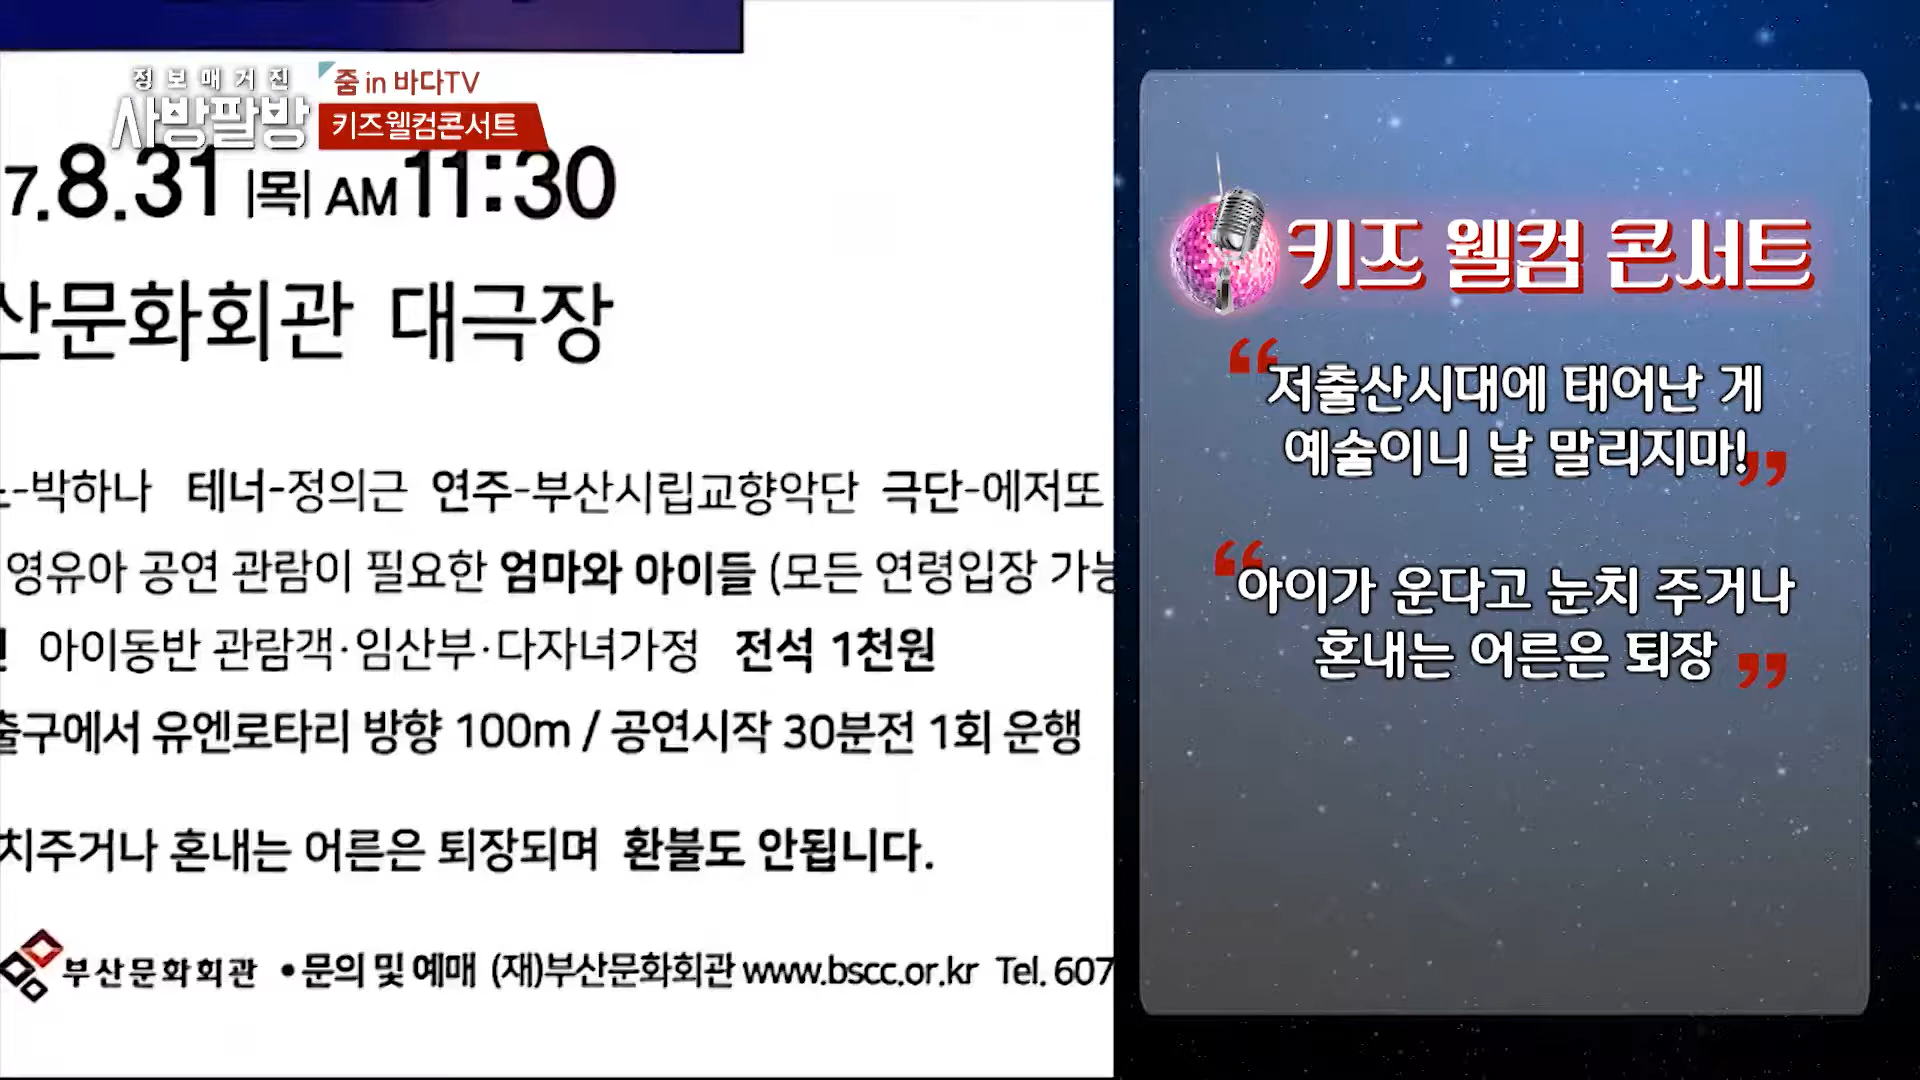 정보매거진
사방팔방
줌 in 바다TV
키즈웰컴콘서트
7.8.31 |목| AM 11:30
산문화회관 대극장
-박하나 테너-정의근 연주-부산시립교향악단 극단-에저또
영유아 공연 관람이 필요한 엄마와 아이들 (모든 연령입장 가능
아이동반 관람객·임산부·다자녀가정 전석 1천원
출구에서 유엔로타리 방향 100m / 공연시작 30분전 1회 운행
치주거나 혼내는 어른은 퇴장되며 환불도 안됩니다.
부산문화회관 •문의 및 예매 (재)부산문화회관 www.bscc.or.kr Tel. 607
키즈 웰컴 콘서트
“저출산시대에 태어난 게
예술이니 날 말리지마!”
“아이가 운다고 눈치 주거나
혼내는 어른은 퇴장”